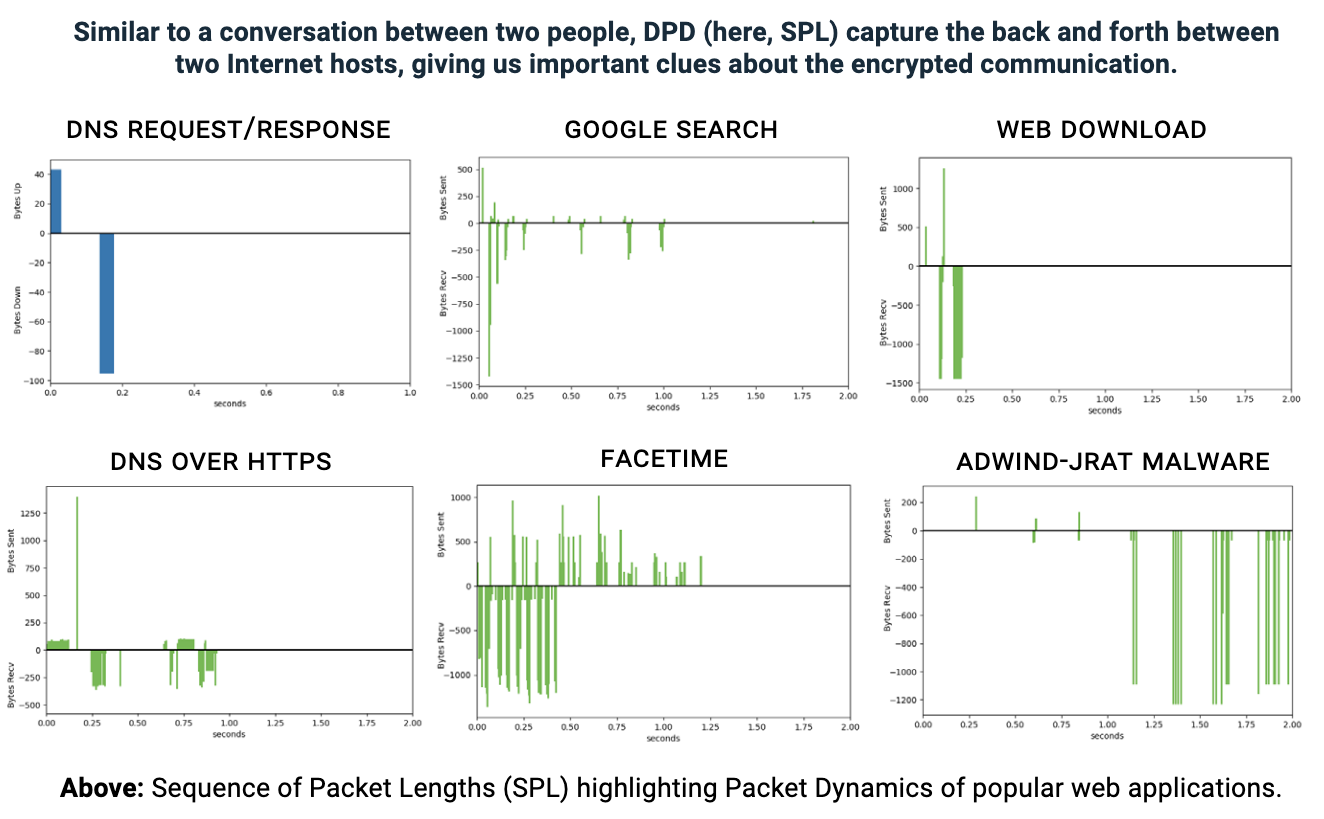 Similar to a conversation between two people, DPD (here, SPL) capture the back and forth between
two Internet hosts, giving us important clues about the encrypted communication.
DNS REQUEST/RESPONSE
40
20
0
−20
−40
−60
−80
−100
Bytes Up
Bytes Down
0.0 0.2 0.4 0.6 0.8 1.0
seconds
GOOGLE SEARCH
500
250
0
−250
−500
−750
−1000
−1250
−1500
Bytes Sent
Bytes Recv
0.00 0.25 0.50 0.75 1.00 1.25 1.50 1.75 2.00
seconds
WEB DOWNLOAD
1000
500
0
−500
−1000
−1500
Bytes Sent
Bytes Recv
0.00 0.25 0.50 0.75 1.00 1.25 1.50 1.75 2.00
seconds
DNS OVER HTTPS
1250
1000
750
500
250
0
−250
−500
Bytes Sent
Bytes Recv
0.00 0.25 0.50 0.75 1.00 1.25 1.50 1.75 2.00
seconds
FACETIME
1000
500
0
−500
−1000
Bytes Sent
Bytes Recv
0.00 0.25 0.50 0.75 1.00 1.25 1.50 1.75 2.00
seconds
ADWIND-JRAT MALWARE
200
0
−200
−400
−600
−800
−1000
−1200
Bytes Sent
Bytes Recv
0.00 0.25 0.50 0.75 1.00 1.25 1.50 1.75 2.00
seconds
Above: Sequence of Packet Lengths (SPL) highlighting Packet Dynamics of popular web applications.